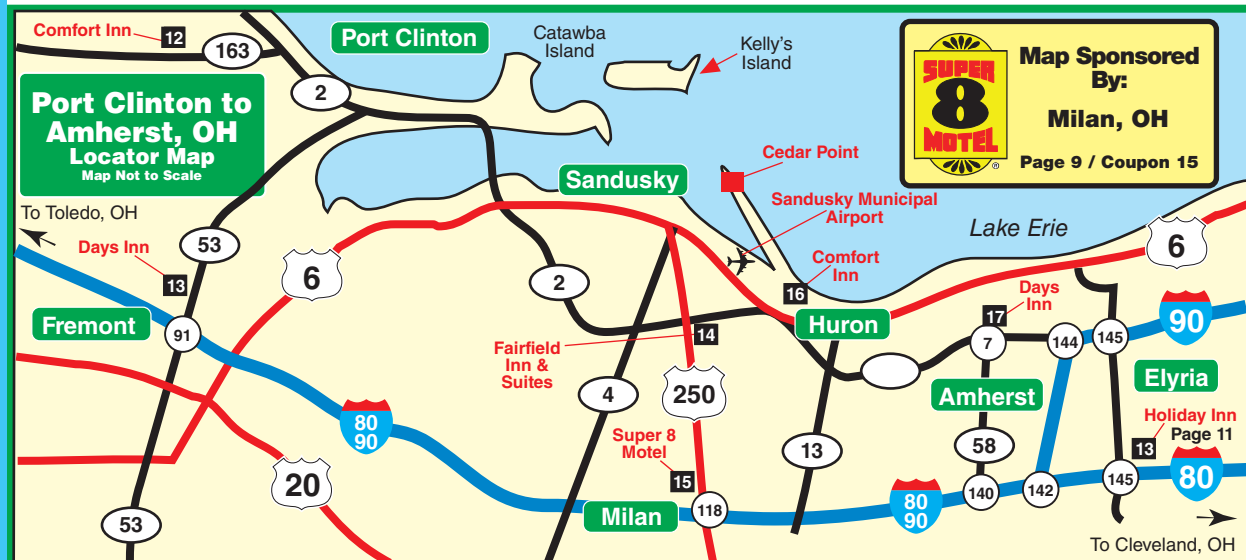 Comfort Inn
12
163
Port Clinton
Catawba
Island
Kelly's
Island
SUPER
8
MOTEL
®
Map Sponsored
By:
Milan, OH
Page 9 / Coupon 15
Port Clinton to
Amherst, OH
Locator Map
Map Not to Scale
2
Cedar Point
Sandusky
Sandusky Municipal
Airport
Lake Erie
To Toledo, OH
Days Inn
13
53
6
2
Comfort
Inn
16
6
Days
Inn
17
90
Fremont
91
Fairfield
Inn &
Suites
14
Huron
7
144
145
4
250
Amherst
Elyria
80
90
Super 8
Motel
15
13
58
Holiday Inn
Page 11
13
20
53
Milan
118
80
90
140
142
145
80
To Cleveland, OH